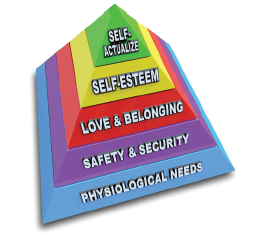 SELF-
ACTUALIZE
SELF-ESTEEM
LOVE & BELONGING
SAFETY & SECURITY
PHYSIOLOGICAL NEEDS